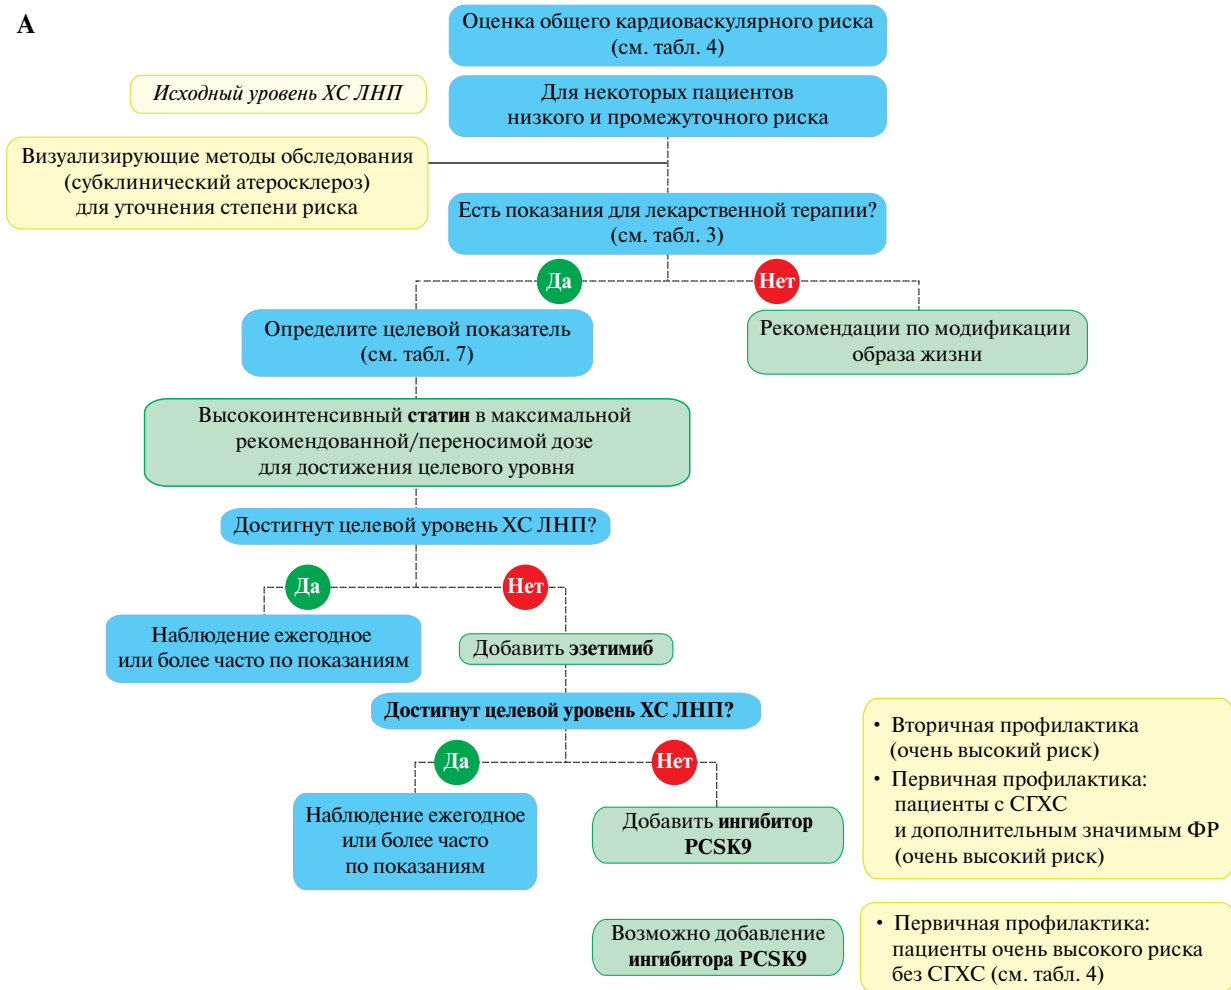 А
Оценка общего кардиоваскулярного риска
(см. табл. 4)
Исходный уровень ХС ЛНП
Для некоторых пациентов
низкого и промежуточного риска
Визуализирующие методы обследования
(субклинический атеросклероз)
для уточнения степени риска
Есть показания для лекарственной терапии?
(см. табл. 3)
Да
Нет
Определите целевой показатель
(см. табл. 7)
Рекомендации по модификации
образа жизни
Высокоинтенсивный статин в максимальной
рекомендованной/переносимой дозе
для достижения целевого уровня
Достигнут целевой уровень ХС ЛНП?
Да
Нет
Наблюдение ежегодное
или более часто по показаниям
Добавить эзетимиб
Достигнут целевой уровень ХС ЛНП?
Да
Нет
Наблюдение ежегодное
или более часто
по показаниям
Добавить ингибитор
PCSK9
• Вторичная профилактика
(очень высокий риск)
• Первичная профилактика:
пациенты с СГХС
и дополнительным значимым ФР
(очень высокий риск)
Возможно добавление
ингибитора PCSK9
• Первичная профилактика:
пациенты очень высокого риска
без СГХС (см. табл. 4)